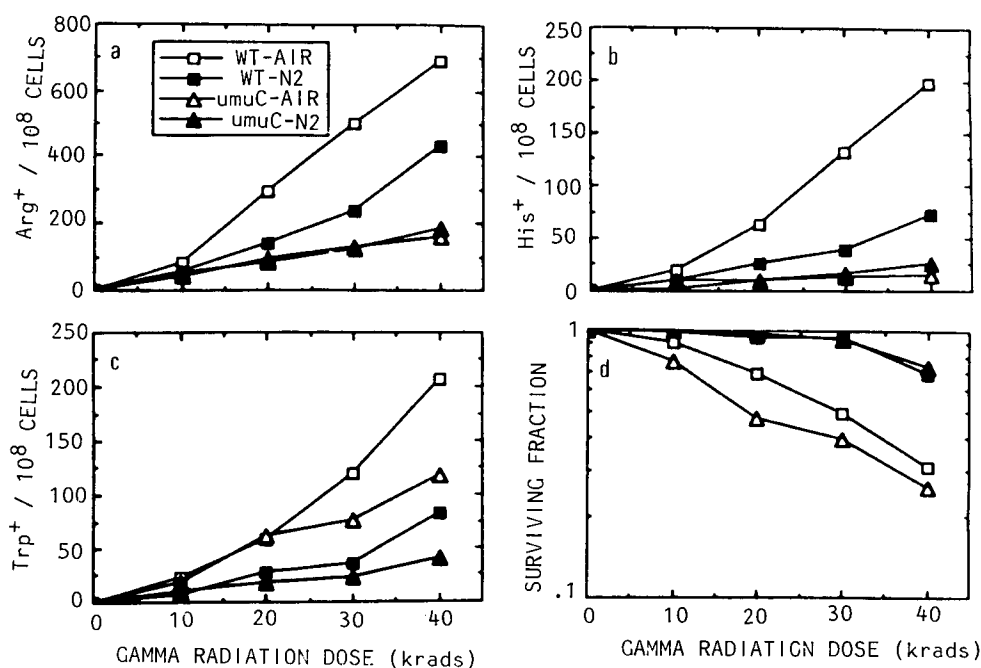 a
WT-AIR
WT-N2
umuC-AIR
umuC-N2
Arg+ / 10^8 CELLS
800
600
400
200
0
b
His+ / 10^8 CELLS
250
200
150
100
50
25
0
c
Trp+ / 10^8 CELLS
250
200
150
100
50
25
0
0 10 20 30 40
GAMMA RADIATION DOSE (krads)
d
SURVIVING FRACTION
1
.1
0 10 20 30 40
GAMMA RADIATION DOSE (krads)